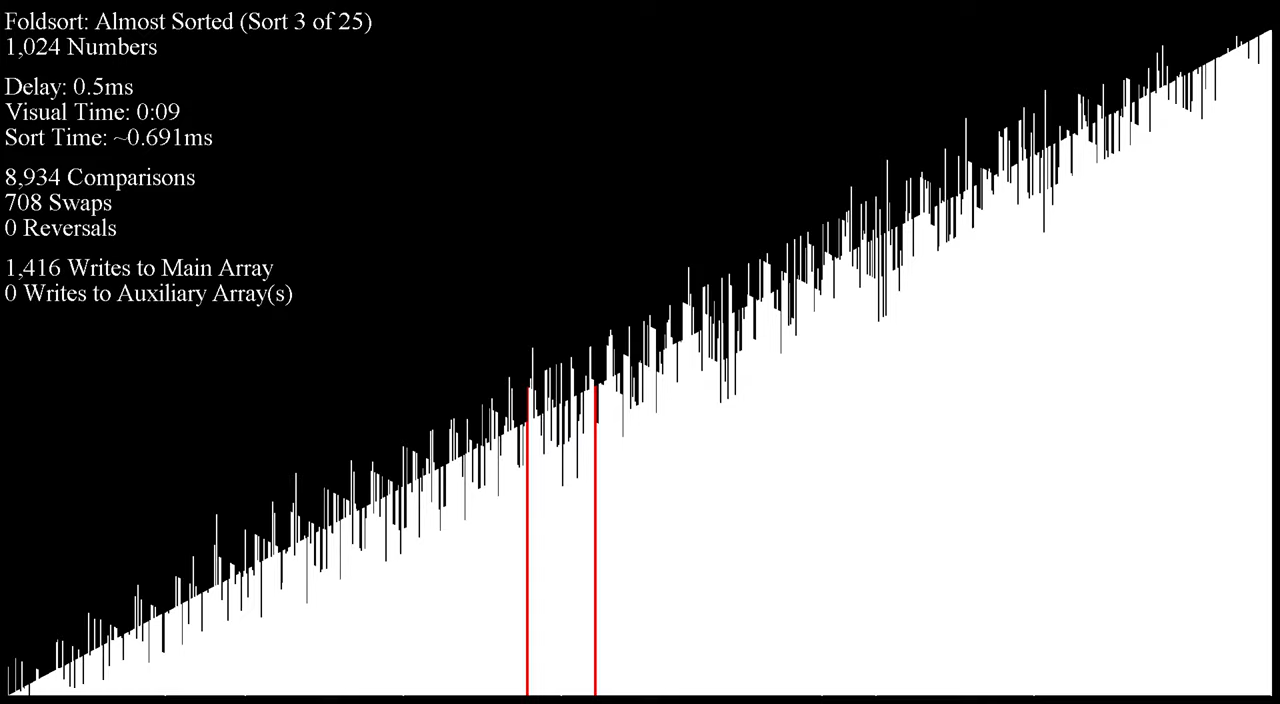 Foldsort: Almost Sorted (Sort 3 of 25)
1,024 Numbers
Delay: 0.5ms
Visual Time: 0:09
Sort Time: ~0.691ms
8,934 Comparisons
708 Swaps
0 Reversals
1,416 Writes to Main Array
0 Writes to Auxiliary Array(s)